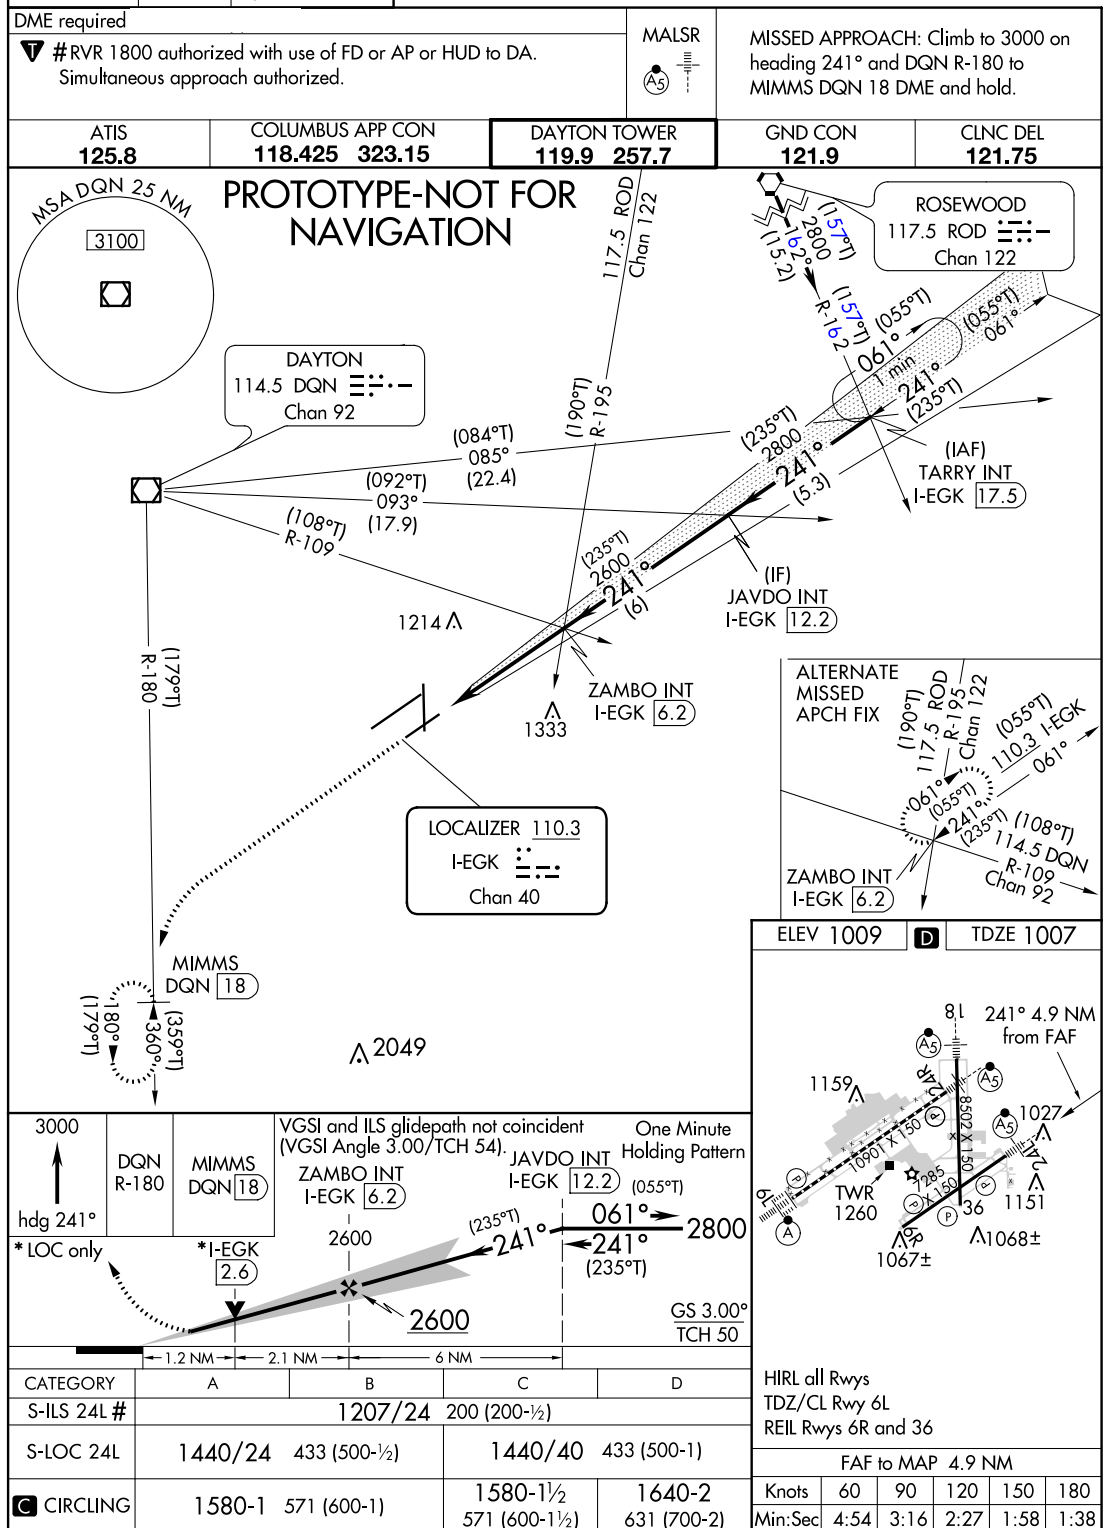 DME required
T #RVR 1800 authorized with use of FD or AP or HUD to DA.
Simultaneous approach authorized.
MALSR
A5
MISSED APPROACH: Climb to 3000 on
heading 241° and DQN R-180 to
MIMMS DQN 18 DME and hold.
ATIS
125.8
COLUMBUS APP CON
118.425 323.15
DAYTON TOWER
119.9 257.7
GND CON
121.9
CLNC DEL
121.75
MSA DQN 25 NM
3100
PROTOTYPE-NOT FOR
NAVIGATION
117.5 ROD
Chan 122
(190°T)
R-195
ROSEWOOD
117.5 ROD
Chan 122
(157°T)
2800
162°
(15.2)
(157°T)
R-162
(055°T)
061°
1 min
(055°T)
061°
241°
(235°T)
DAYTON
114.5 DQN
Chan 92
(084°T)
085°
(22.4)
(092°T)
093°
(17.9)
(108°T)
R-109
(235°T)
2800
241°
(5.3)
(IAF)
TARRY INT
I-EGK 17.5
(235°T)
2600
241°
(6)
(IF)
JAVDO INT
I-EGK 12.2
1214
ZAMBO INT
I-EGK 6.2
1333
(179°T)
R-180
LOCALIZER 110.3
I-EGK
Chan 40
ALTERNATE
MISSED
APCH FIX
(190°T)
117.5 ROD
R-195
Chan 122
(055°T)
110.3 I-EGK
061°
061°
(055°T)
241°
(235°T)
(108°T)
114.5 DQN
R-109
Chan 92
ZAMBO INT
I-EGK 6.2
MIMMS
DQN 18
(179°T)
180°
360°
(359°T)
2049
ELEV 1009
D
TDZE 1007
241° 4.9 NM
from FAF
18
A5
1159
24R
A5
8502 X 150
10901 X 150
P
A5
1027
24L
1151
TWR
1260
7285
X 150
P
P
P
P
6L
A
36
6R
1067±
1068±
HIRL all Rwys
TDZ/CL Rwy 6L
REIL Rwys 6R and 36
3000
hdg 241°
DQN
R-180
MIMMS
DQN 18
VGSI and ILS glidepath not coincident
(VGSI Angle 3.00/TCH 54).
One Minute
Holding Pattern
ZAMBO INT
I-EGK 6.2
JAVDO INT
I-EGK 12.2
(055°T)
061°
2800
241°
(235°T)
(235°T)
241°
2600
* LOC only
*I-EGK
2.6
2600
GS 3.00°
TCH 50
1.2 NM
2.1 NM
6 NM
CATEGORY A B C D
S-ILS 24L # 1207/24 200 (200-½)
S-LOC 24L 1440/24 433 (500-½) 1440/40 433 (500-1)
C CIRCLING 1580-1 571 (600-1) 1580-1½ 571 (600-1½) 1640-2 631 (700-2)
FAF to MAP 4.9 NM
Knots 60 90 120 150 180
Min:Sec 4:54 3:16 2:27 1:58 1:38